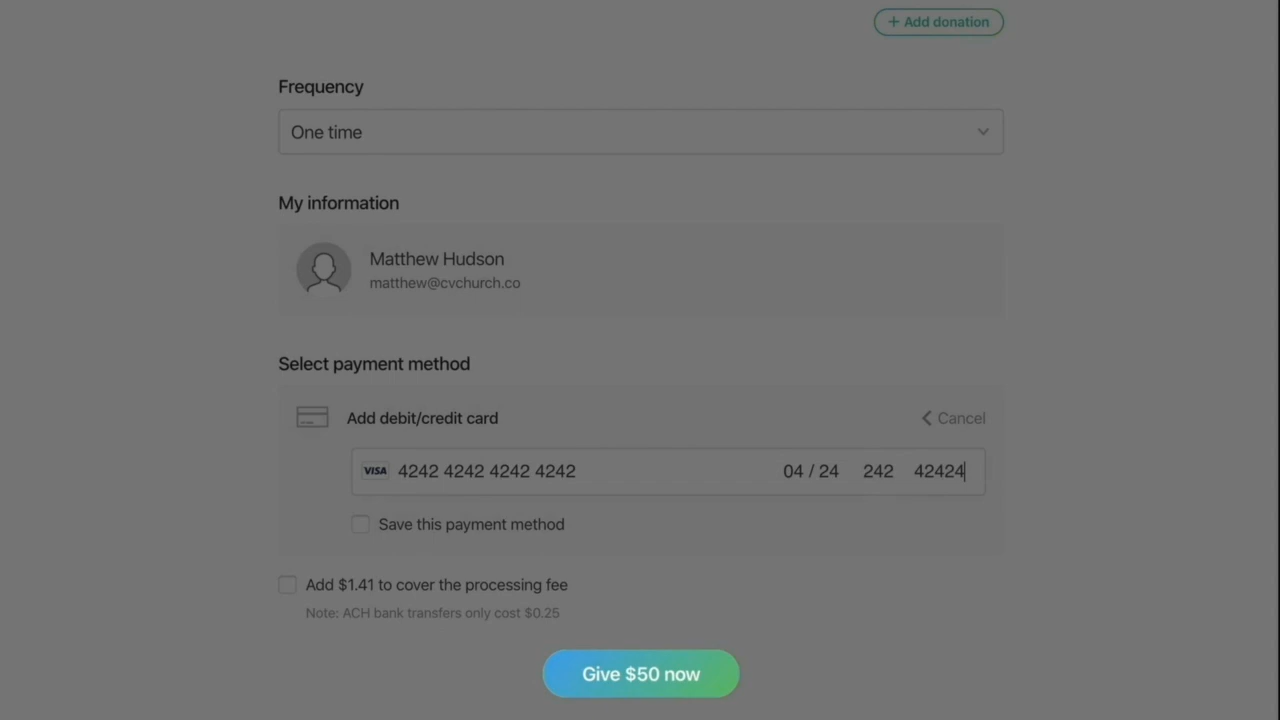 + Add donation
Frequency
One time
My information
Matthew Hudson
matthew@cvchurch.co
Select payment method
Add debit/credit card
Cancel
VISA 4242 4242 4242 4242 04 / 24 242 42424
Save this payment method
Add $1.41 to cover the processing fee
Note: ACH bank transfers only cost $0.25
Give $50 now